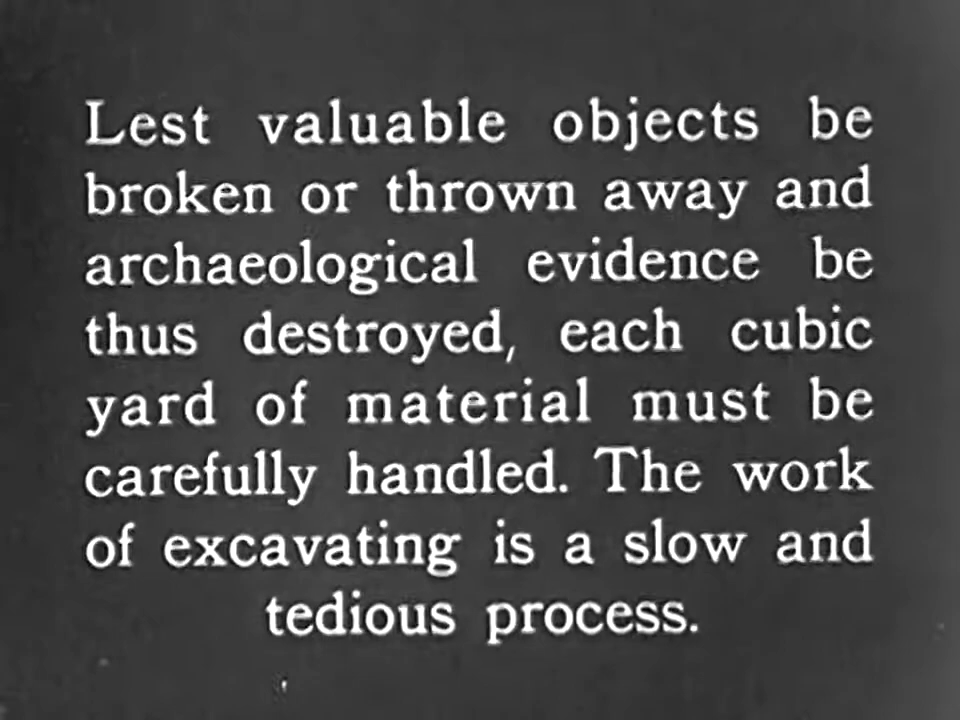 Lest valuable objects be
broken or thrown away and
archaeological evidence be
thus destroyed, each cubic
yard of material must be
carefully handled. The work
of excavating is a slow and
tedious process.